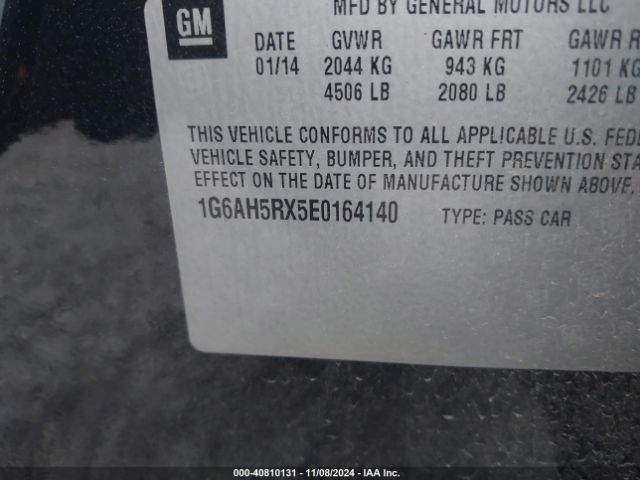 GM
MFD BY GENERAL MOTORS LLC
DATE GVWR GAWR FRT GAWR R
01/14 2044 KG 943 KG 1101 KG
4506 LB 2080 LB 2426 LB
THIS VEHICLE CONFORMS TO ALL APPLICABLE U.S. FEDE
VEHICLE SAFETY, BUMPER, AND THEFT PREVENTION STA
EFFECT ON THE DATE OF MANUFACTURE SHOWN ABOVE.
1G6AH5RX5E0164140 TYPE: PASS CAR
000-40810131 - 11/08/2024 - IAA Inc.